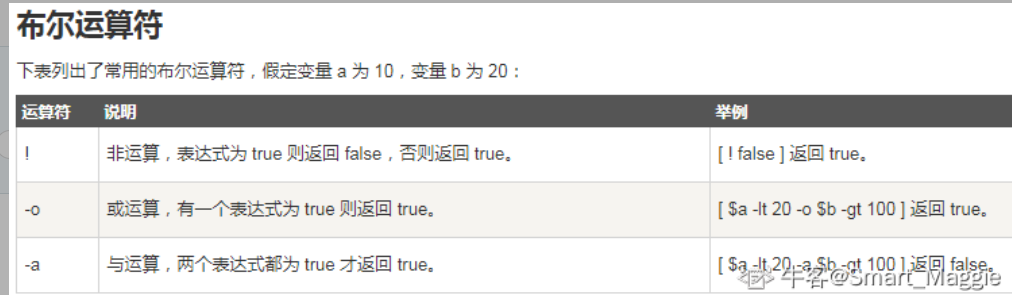 布尔运算符
下表列出了常用的布尔运算符，假定变量 a 为 10，变量 b 为 20：
运算符 说明 举例
! 非运算，表达式为 true 则返回 false，否则返回 true。 [ ! false ] 返回 true。
-o 或运算，有一个表达式为 true 则返回 true。 [ $a -lt 20 -o $b -gt 100 ] 返回 true。
-a 与运算，两个表达式都为 true 才返回 true。 [ $a -lt 20 -a $b -gt 100 ] 返回 false。
牛客@Smart_Maggie